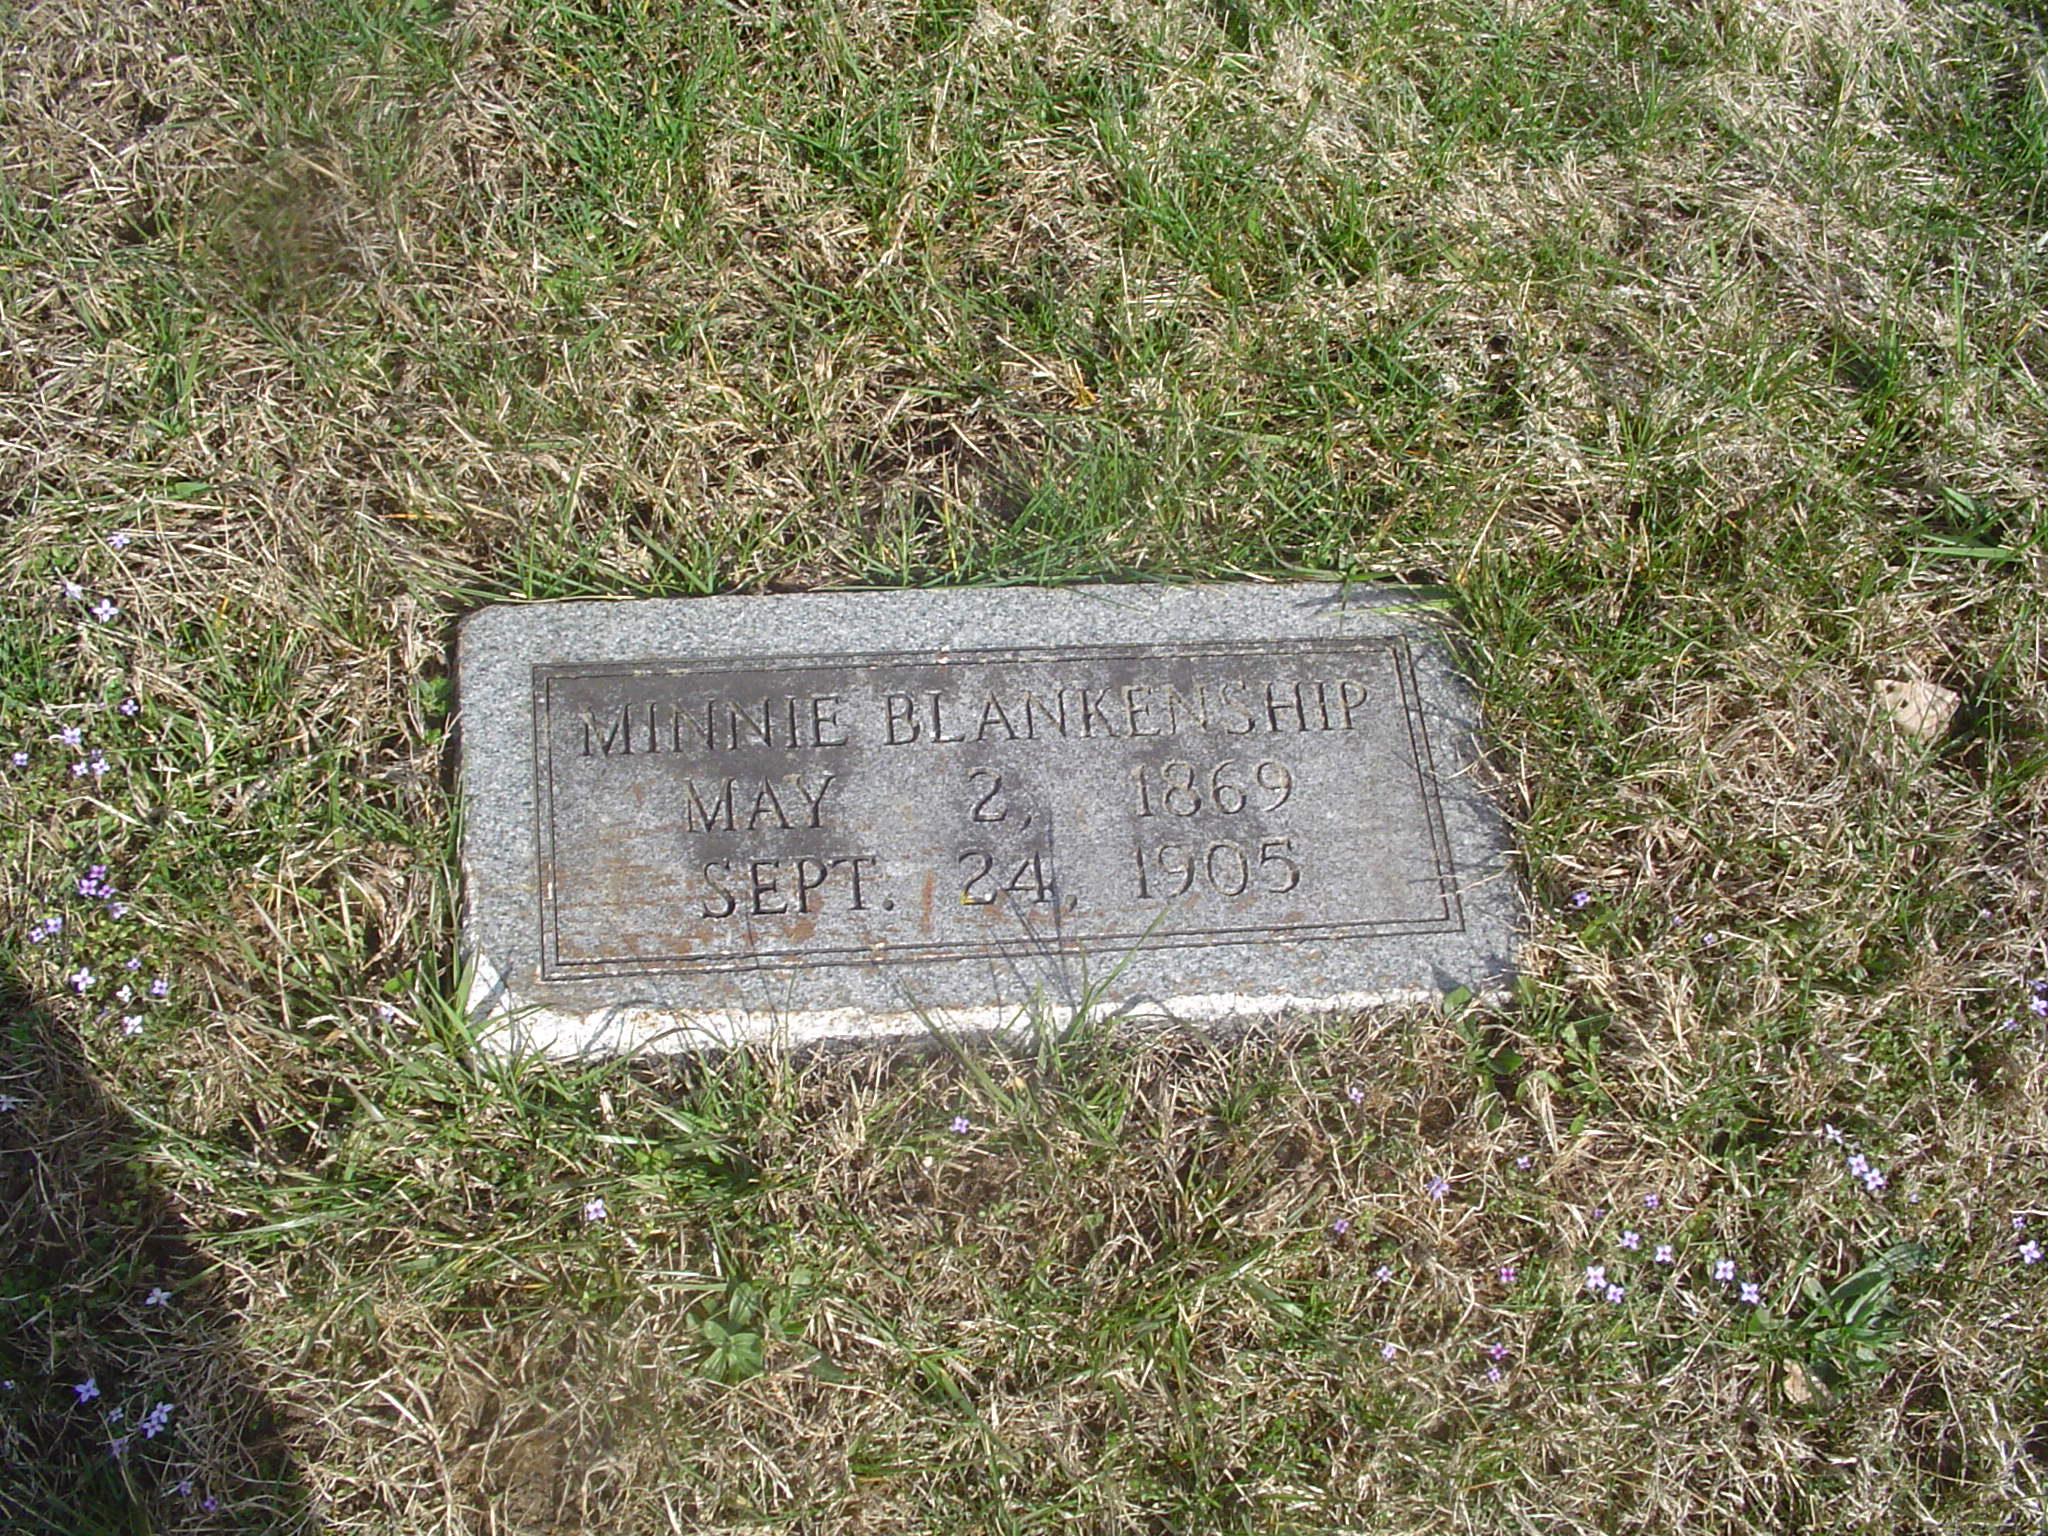 MINNIE BLANKENSHIP
MAY 2, 1869
SEPT. 24, 1905